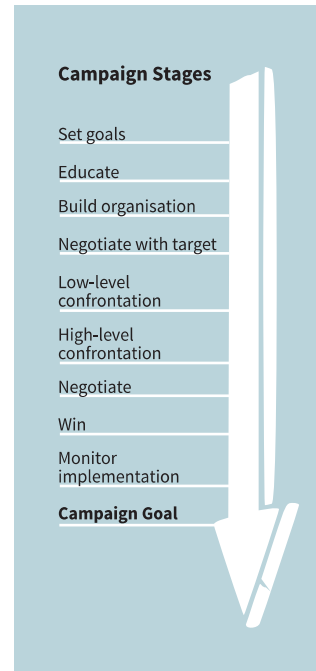 Campaign Stages
Set goals
Educate
Build organisation
Negotiate with target
Low-level
confrontation
High-level
confrontation
Negotiate
Win
Monitor
implementation
Campaign Goal